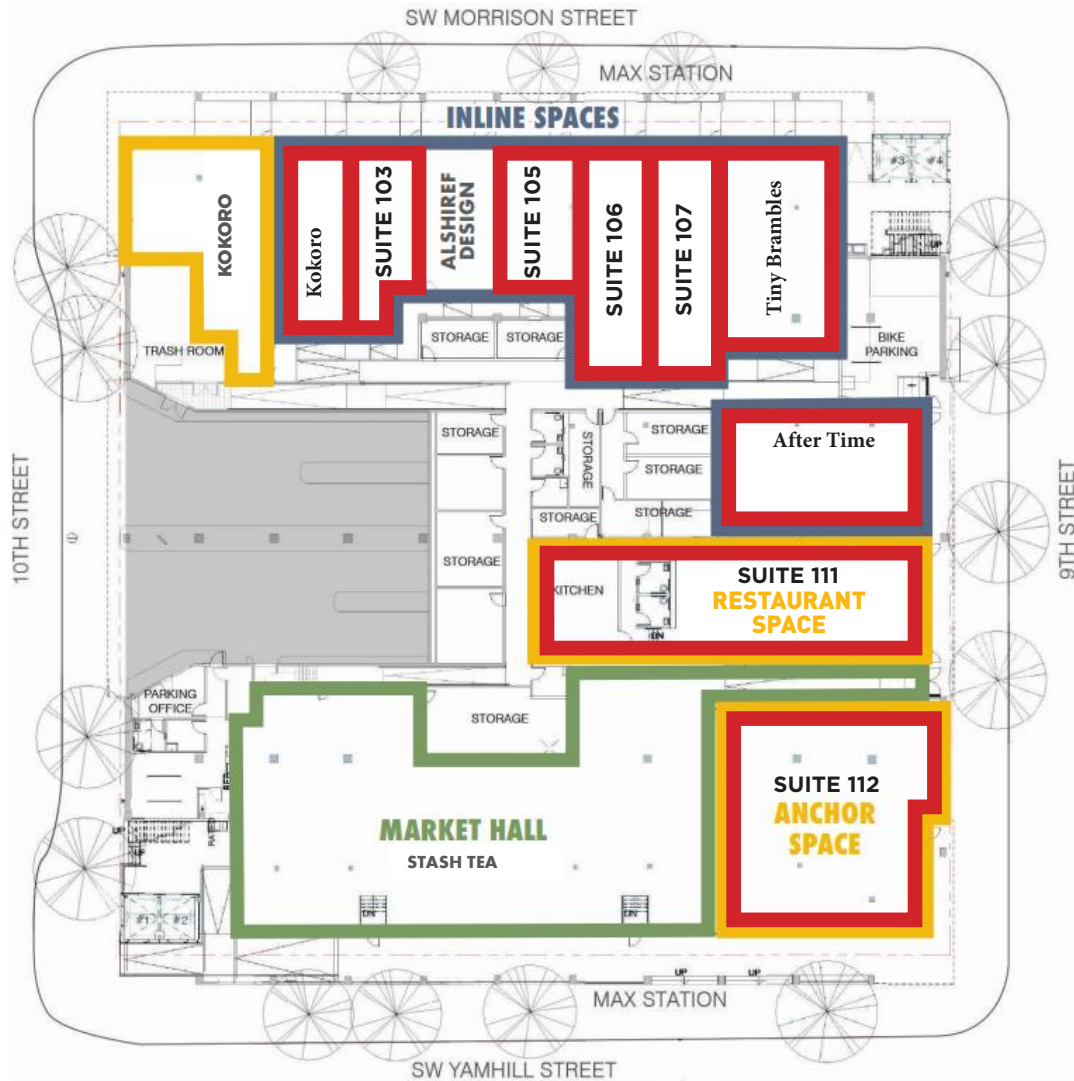 SW MORRISON STREET
MAX STATION
INLINE SPACES
#3 #4
KOKORO
Kokoro
SUITE 103
ALSHIREF
DESIGN
SUITE 105
SUITE 106
SUITE 107
Tiny Brambles
UP
TRASH ROOM
STORAGE
STORAGE
BIKE
PARKING
STORAGE
STORAGE
STORAGE
STORAGE
After Time
10TH STREET
9TH STREET
STORAGE
STORAGE
STORAGE
KITCHEN
DN
SUITE 111
RESTAURANT
SPACE
PARKING
OFFICE
STORAGE
SUITE 112
ANCHOR
SPACE
MARKET HALL
STASH TEA
UP
#1 #2
DN
DN
UP
UP
MAX STATION
SW YAMHILL STREET